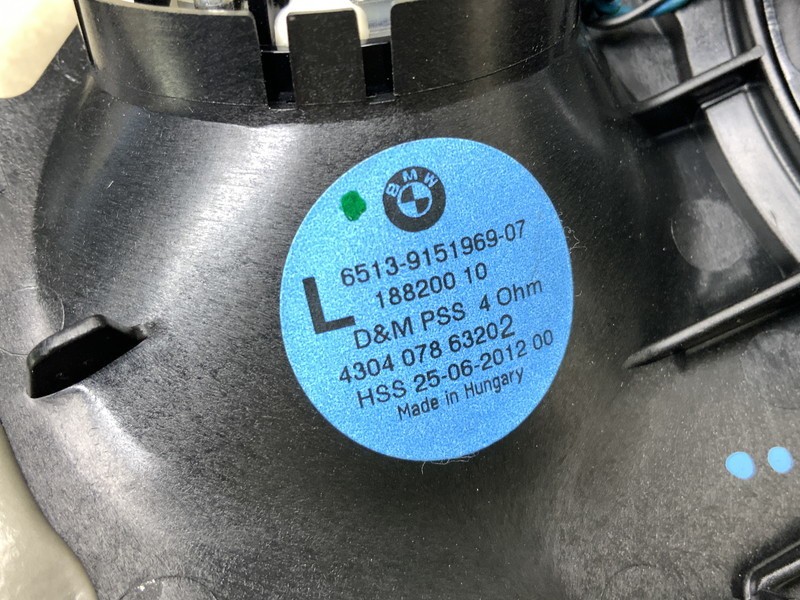 BMW
L
6513-9151969-07
188200 10
D&M PSS 4 Ohm
4304 078 63202
HSS 25-06-2012 00
Made in Hungary